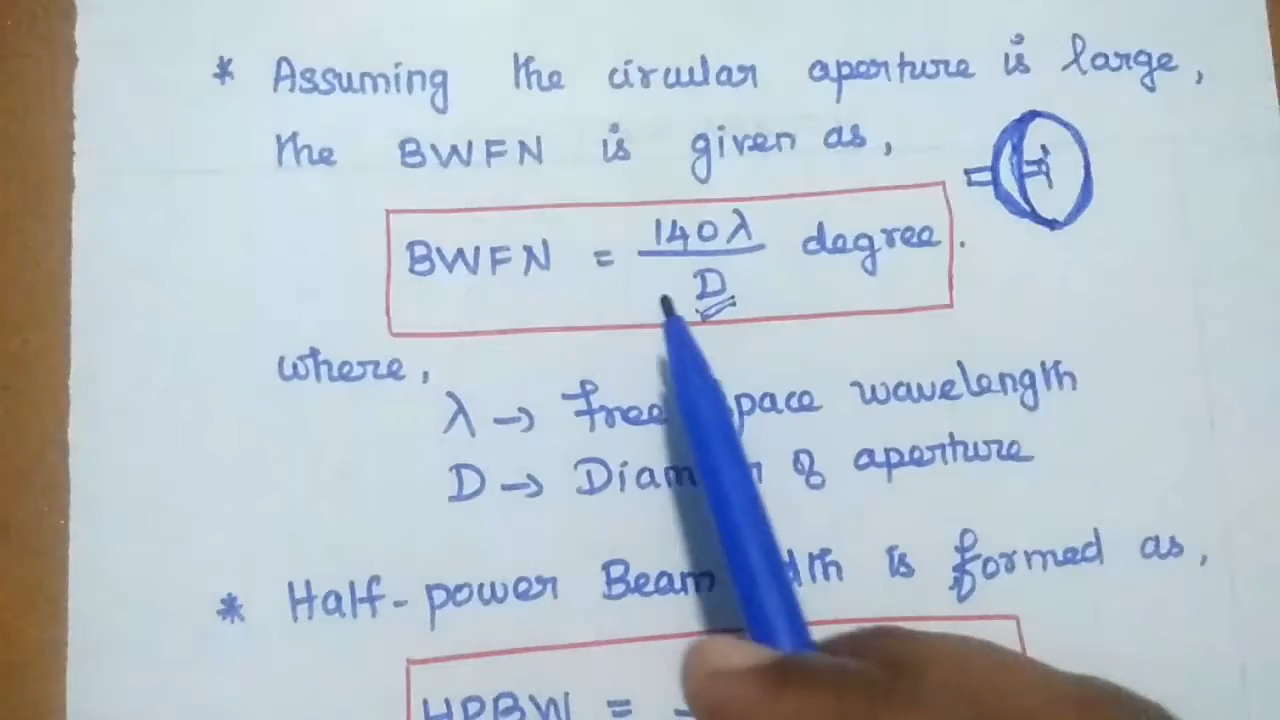 * Assuming the circular aperture is large,
the BWFN is given as,
BWFN = 140λ / D degree.
where,
λ → free space wavelength
D → Diam of aperture
* Half-power Beam is formed as,
HPBW =